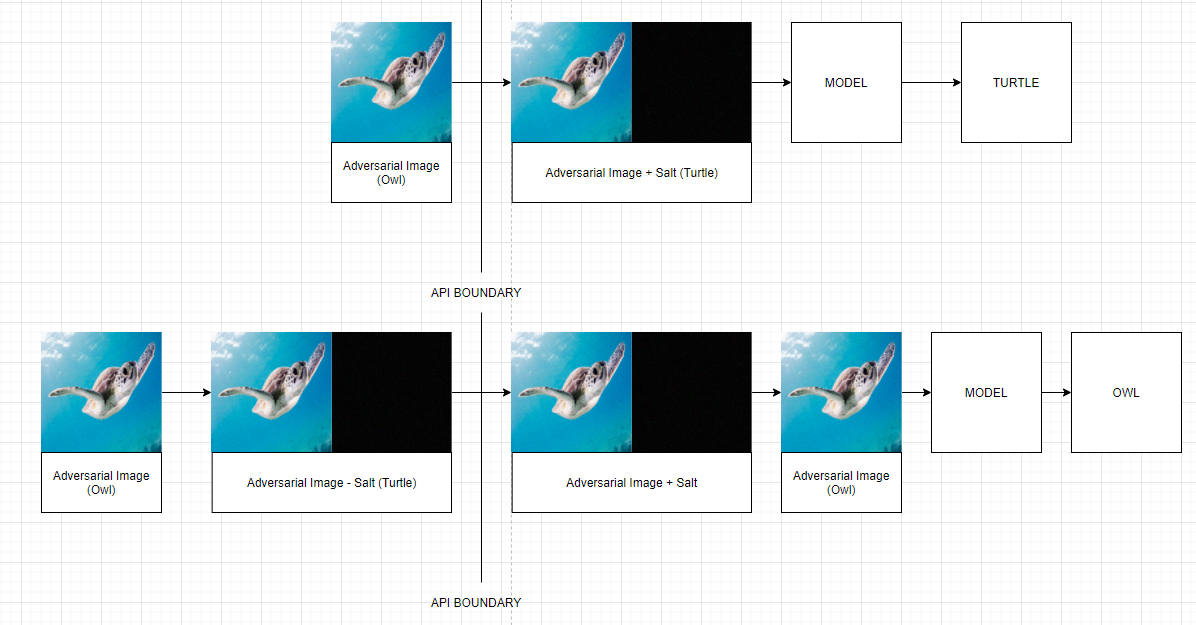 MODEL
TURTLE
Adversarial Image
(Owl)
Adversarial Image + Salt (Turtle)
API BOUNDARY
MODEL
OWL
Adversarial Image
(Owl)
Adversarial Image - Salt (Turtle)
Adversarial Image + Salt
Adversarial Image
(Owl)
API BOUNDARY